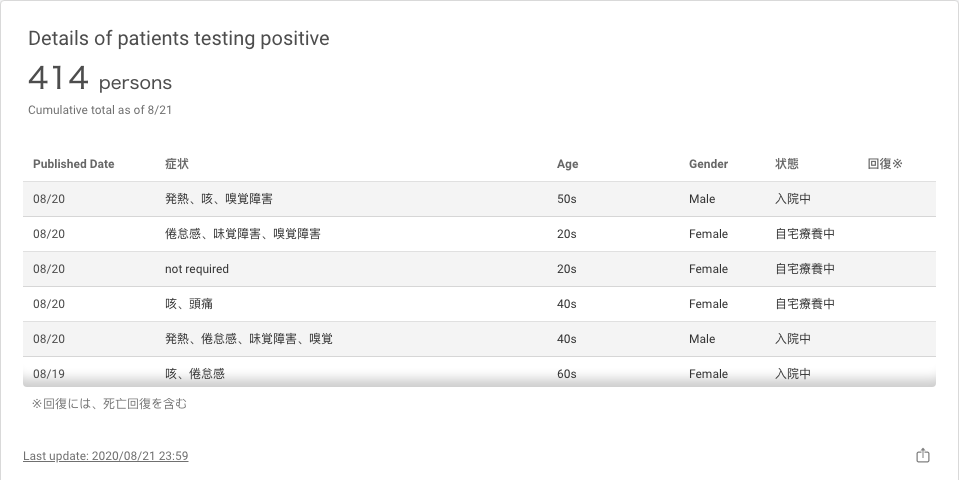 Details of patients testing positive
414 persons
Cumulative total as of 8/21
Published Date 症状 Age Gender 状態 回復※
08/20 発熱、咳、嗅覚障害 50s Male 入院中
08/20 倦怠感、味覚障害、嗅覚障害 20s Female 自宅療養中
08/20 not required 20s Female 自宅療養中
08/20 咳、頭痛 40s Female 自宅療養中
08/20 発熱、倦怠感、味覚障害、嗅覚 40s Male 入院中
08/19 咳、倦怠感 60s Female 入院中
※回復には、死亡回復を含む
Last update: 2020/08/21 23:59